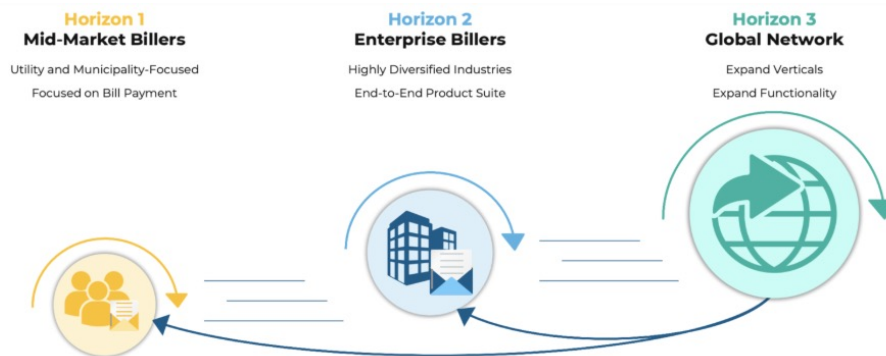 Horizon 1
Mid-Market Billers
Utility and Municipality-Focused
Focused on Bill Payment
Horizon 2
Enterprise Billers
Highly Diversified Industries
End-to-End Product Suite
Horizon 3
Global Network
Expand Verticals
Expand Functionality